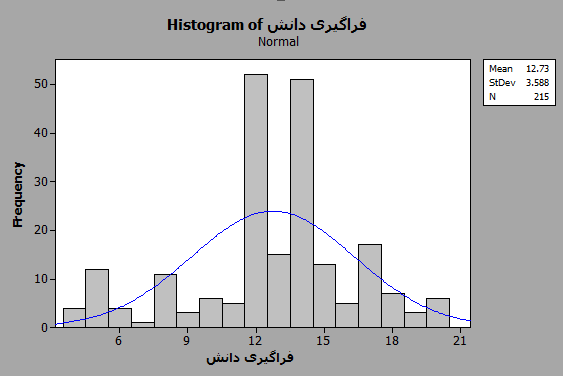 Histogram of فراگیری دانش
Normal
Mean 12.73
StDev 3.588
N 215
Frequency
50
40
30
20
10
0
6 9 12 15 18 21
فراگیری دانش